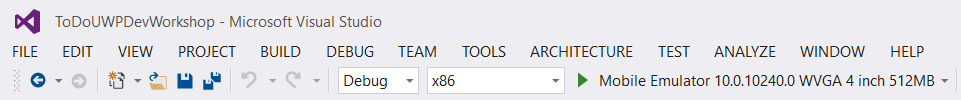 ToDoUWPDevWorkshop - Microsoft Visual Studio
FILE EDIT VIEW PROJECT BUILD DEBUG TEAM TOOLS ARCHITECTURE TEST ANALYZE WINDOW HELP
Debug x86 Mobile Emulator 10.0.10240.0 WVGA 4 inch 512MB